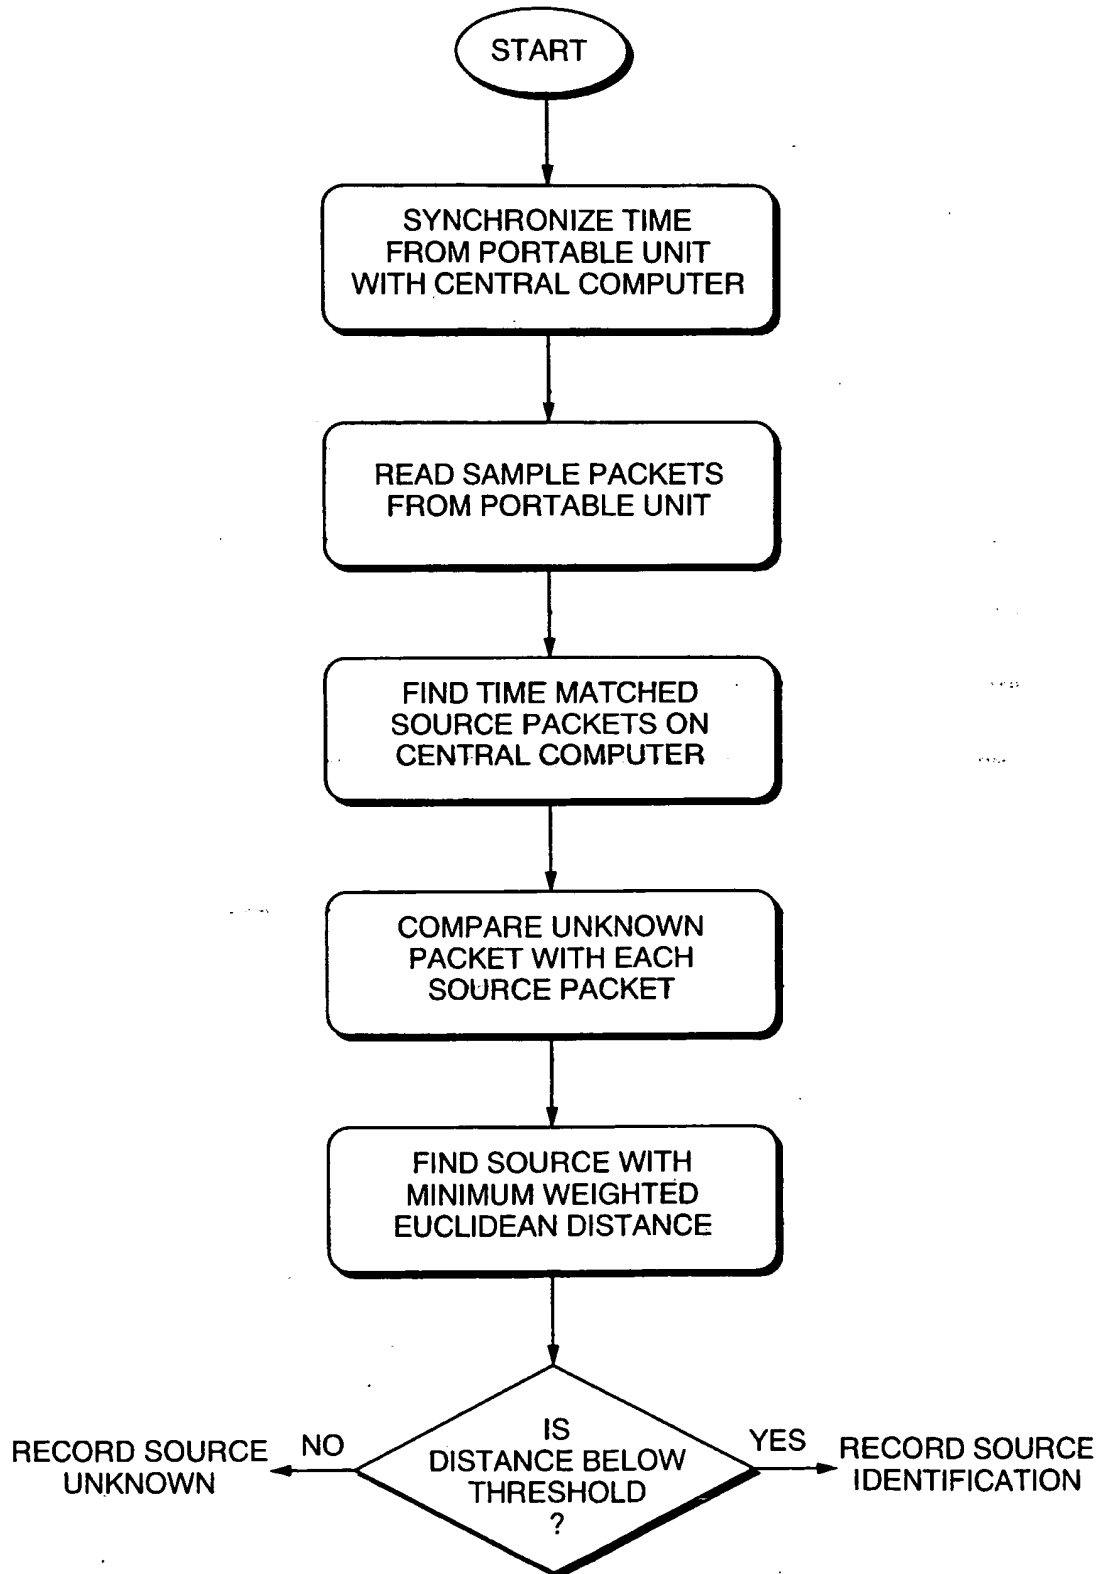 START
SYNCHRONIZE TIME
FROM PORTABLE UNIT
WITH CENTRAL COMPUTER
READ SAMPLE PACKETS
FROM PORTABLE UNIT
FIND TIME MATCHED
SOURCE PACKETS ON
CENTRAL COMPUTER
COMPARE UNKNOWN
PACKET WITH EACH
SOURCE PACKET
FIND SOURCE WITH
MINIMUM WEIGHTED
EUCLIDEAN DISTANCE
IS
DISTANCE BELOW
THRESHOLD
?
NO
RECORD SOURCE
UNKNOWN
YES
RECORD SOURCE
IDENTIFICATION